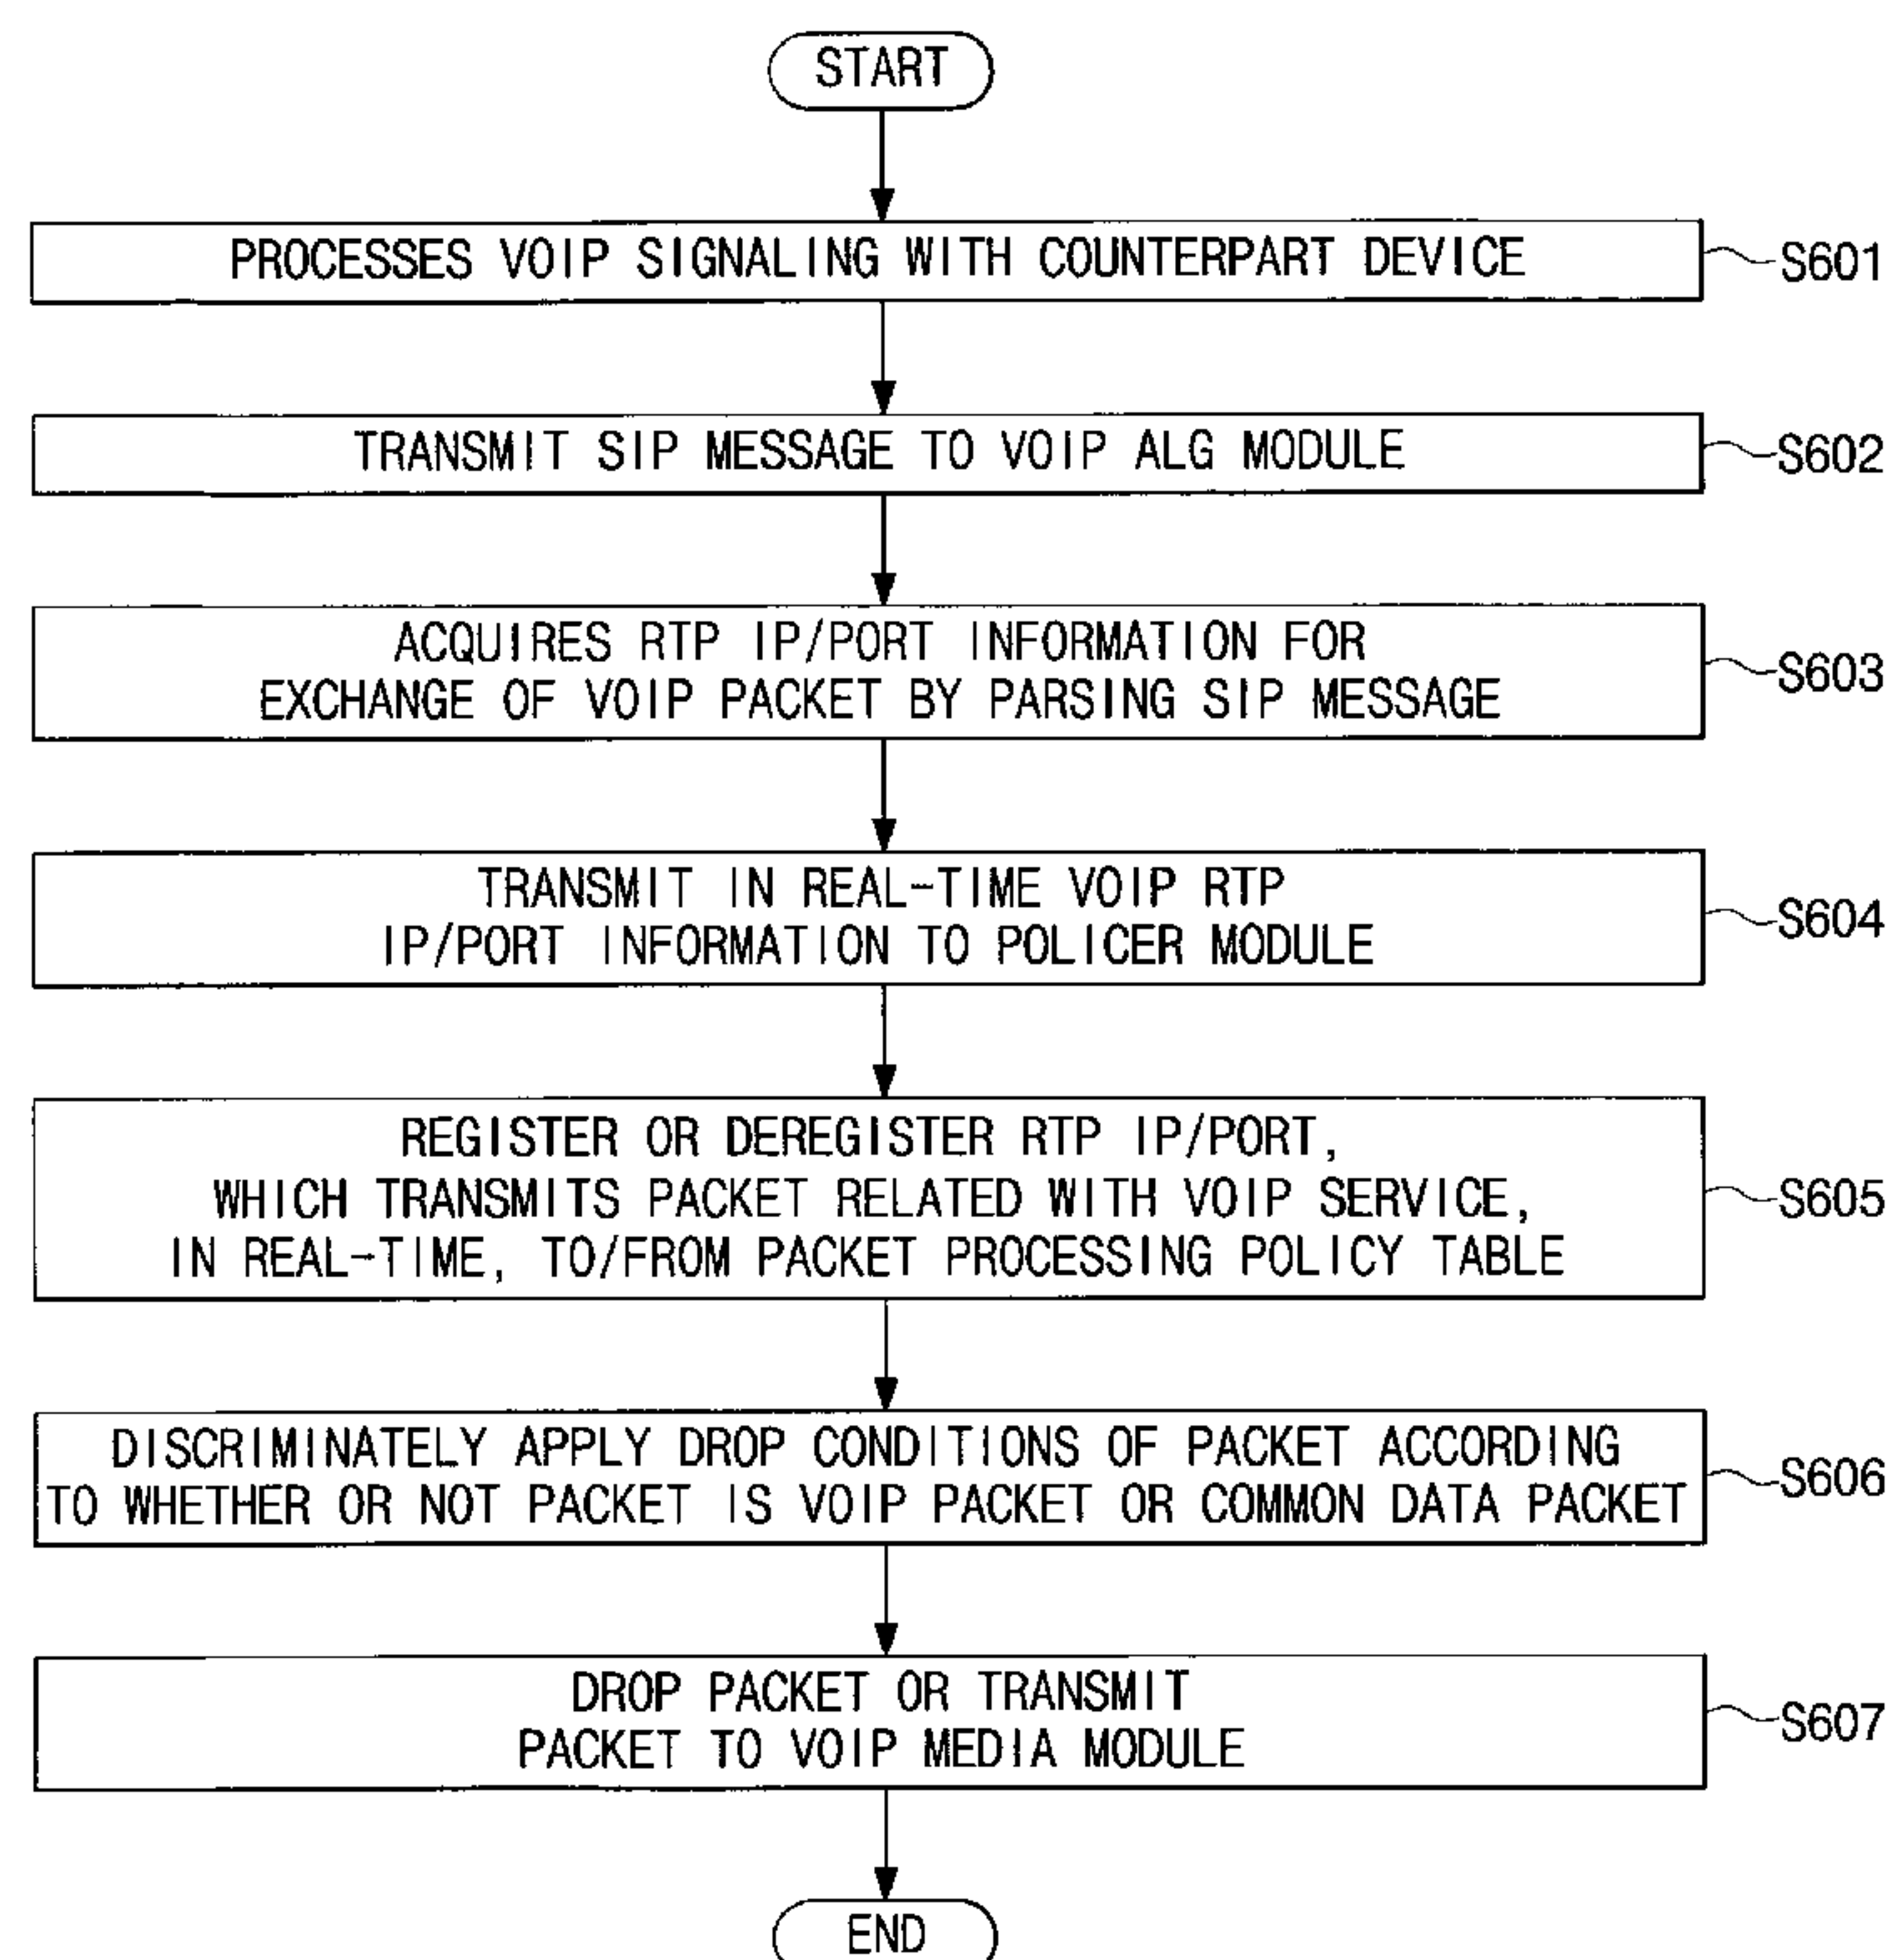 START
PROCESSES VOIP SIGNALING WITH COUNTERPART DEVICE
S601
TRANSMIT SIP MESSAGE TO VOIP ALG MODULE
S602
ACQUIRES RTP IP/PORT INFORMATION FOR
EXCHANGE OF VOIP PACKET BY PARSING SIP MESSAGE
S603
TRANSMIT IN REAL-TIME VOIP RTP
IP/PORT INFORMATION TO POLICER MODULE
S604
REGISTER OR DEREGISTER RTP IP/PORT,
WHICH TRANSMITS PACKET RELATED WITH VOIP SERVICE,
IN REAL-TIME, TO/FROM PACKET PROCESSING POLICY TABLE
S605
DISCRIMINATELY APPLY DROP CONDITIONS OF PACKET ACCORDING
TO WHETHER OR NOT PACKET IS VOIP PACKET OR COMMON DATA PACKET
S606
DROP PACKET OR TRANSMIT
PACKET TO VOIP MEDIA MODULE
S607
END